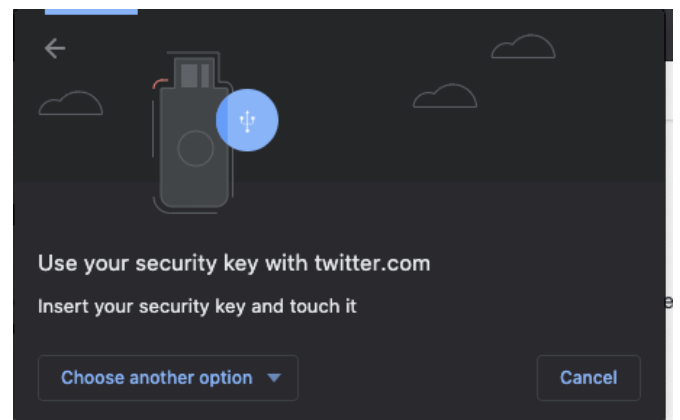 Use your security key with twitter.com
Insert your security key and touch it
Choose another option
Cancel